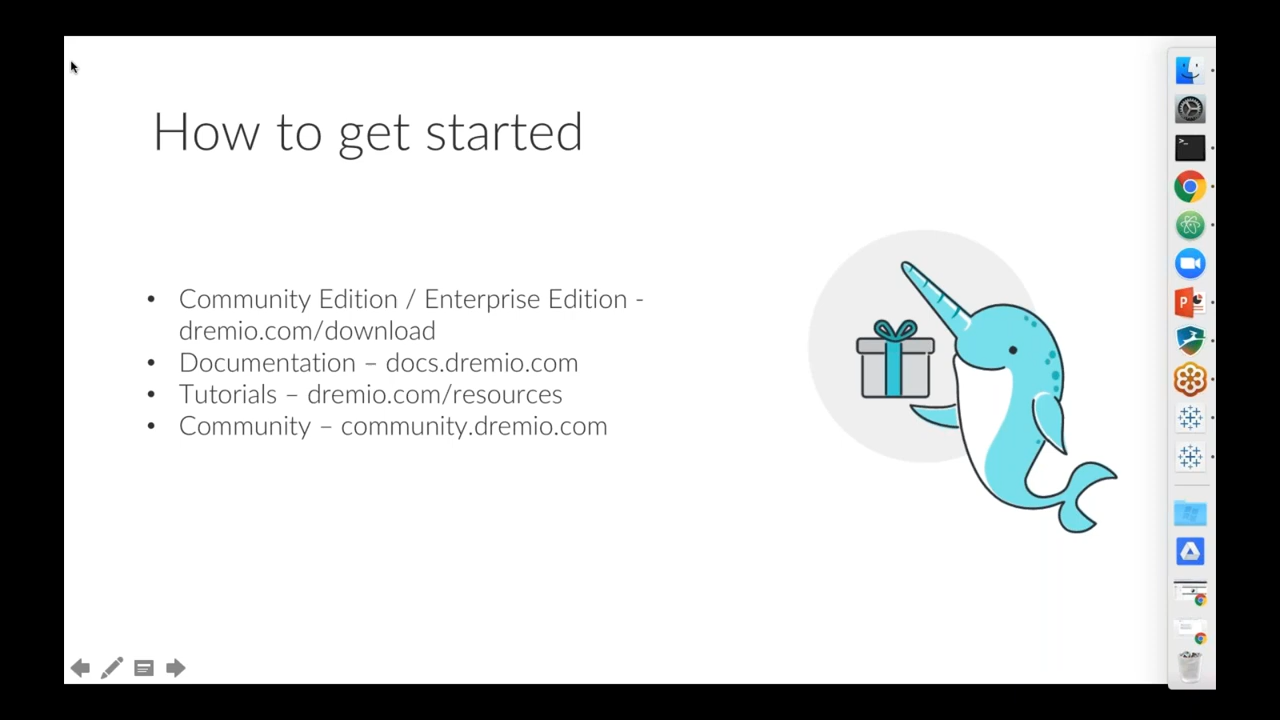 How to get started
• Community Edition / Enterprise Edition -
dremio.com/download
• Documentation – docs.dremio.com
• Tutorials – dremio.com/resources
• Community – community.dremio.com